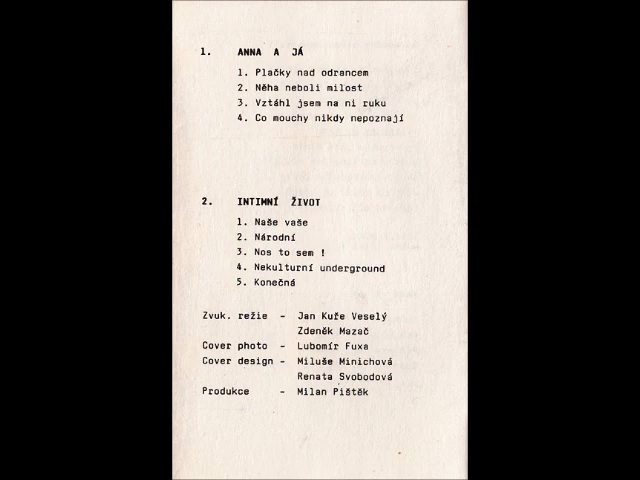 1. ANNA A JÁ
1. Plačky nad odrancem
2. Něha neboli milost
3. Vztáhl jsem na ni ruku
4. Co mouchy nikdy nepoznají
2. INTIMNÍ ŽIVOT
1. Naše vaše
2. Národní
3. Nos to sem !
4. Nekulturní underground
5. Konečná
Zvuk. režie - Jan Kuře Veselý
Zdeněk Mazač
Cover photo - Lubomír Fuxa
Cover design - Miluše Minichová
Renata Svobodová
Produkce - Milan Pištěk